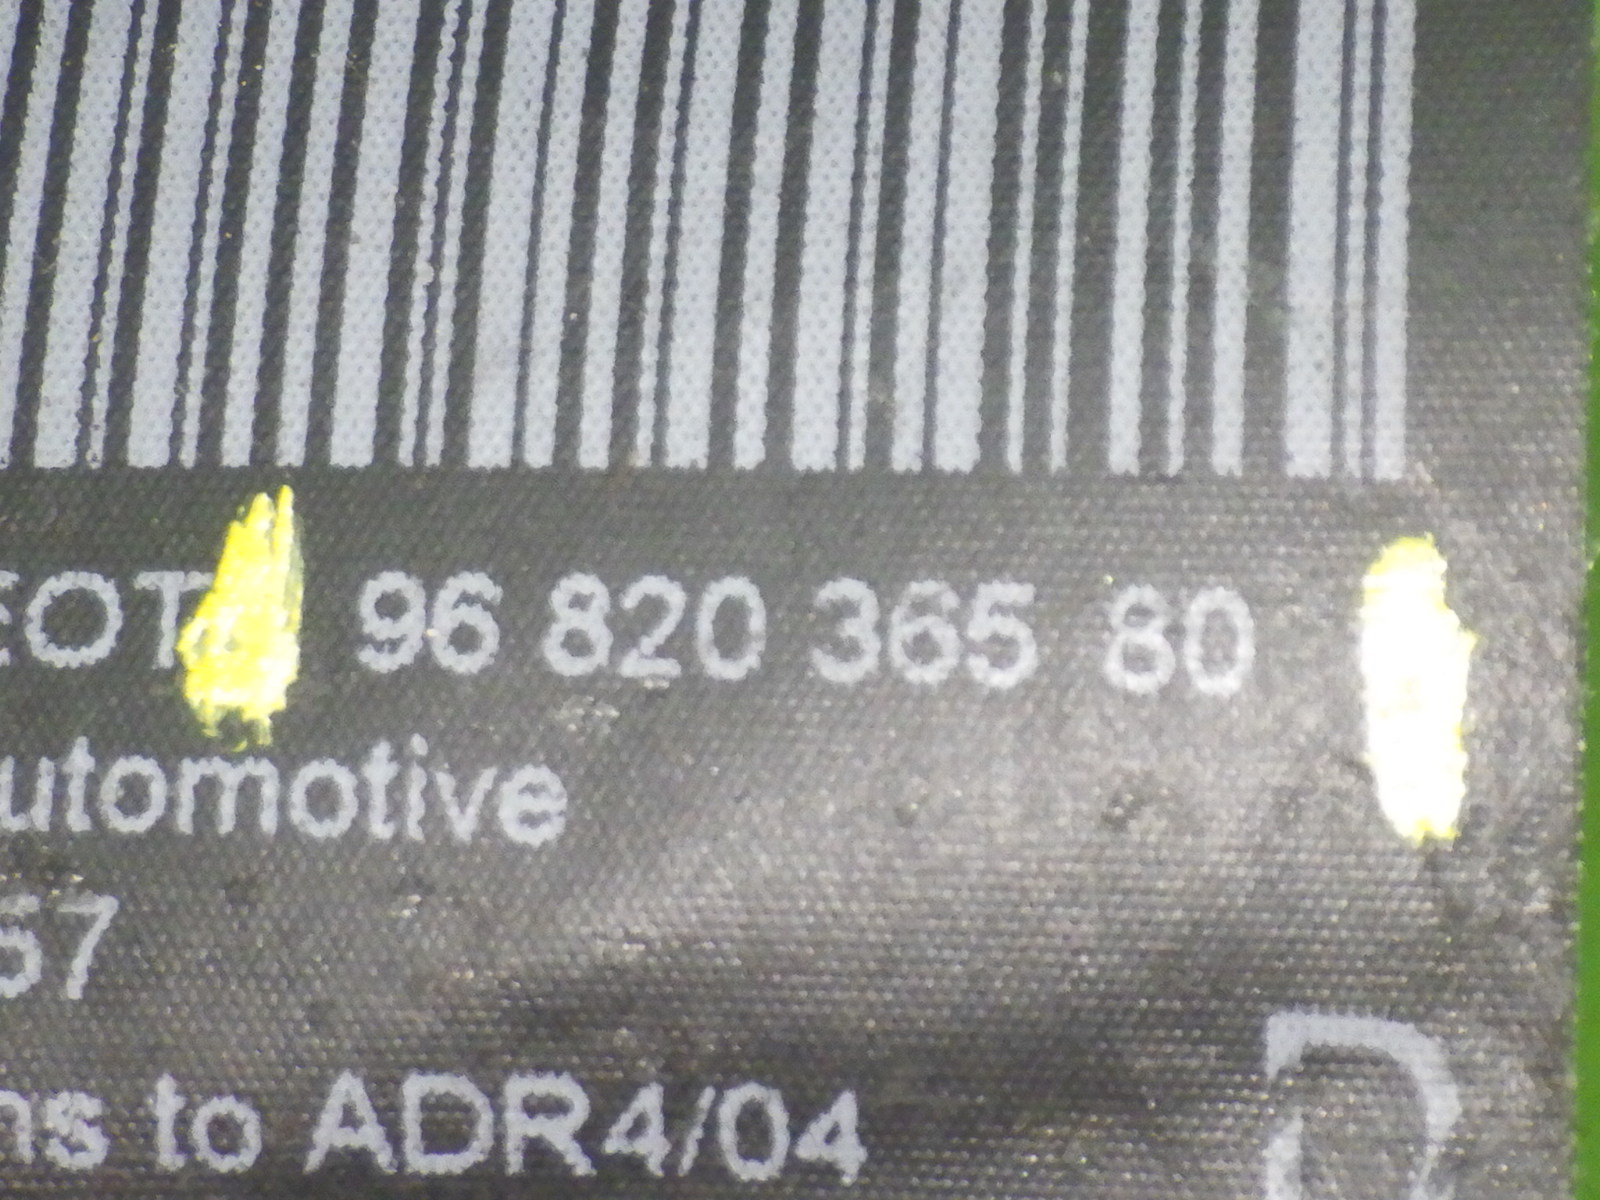 EOT 96 820 365 80
utomotive
57
ns to ADR4/04
D